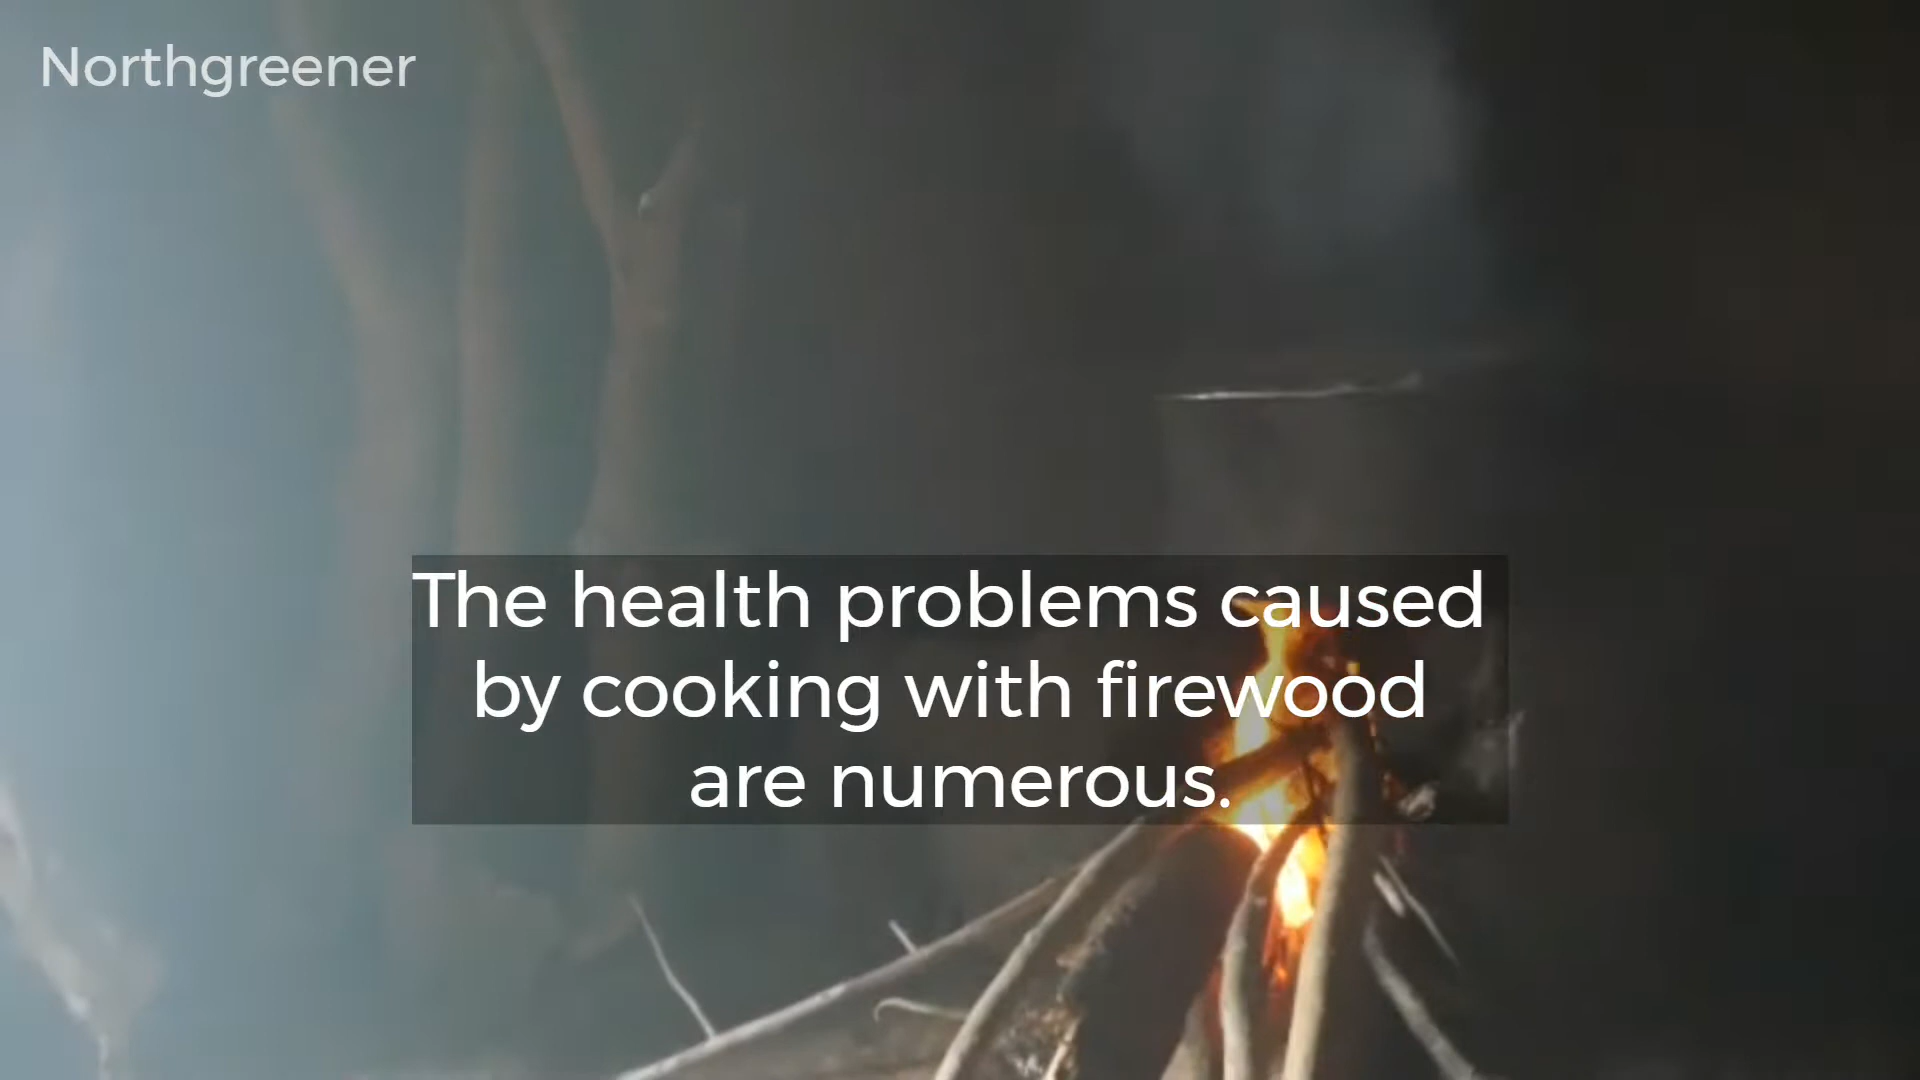 Northgreener
The health problems caused
by cooking with firewood
are numerous.